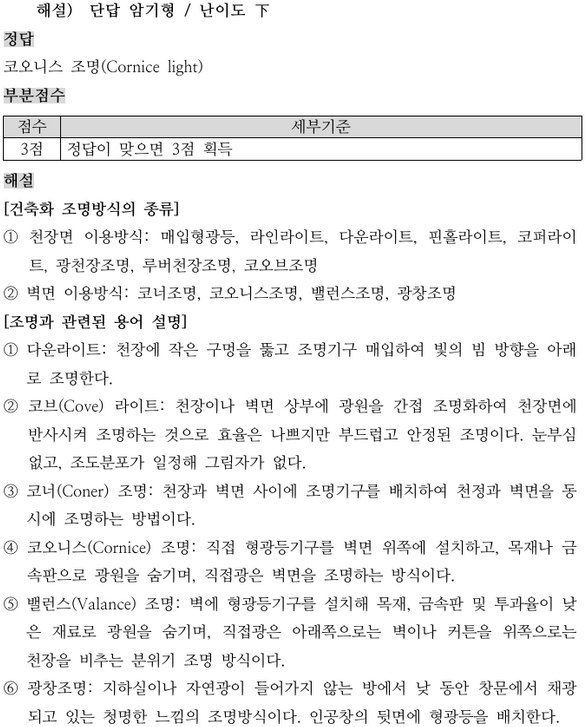 해설) 단답 암기형 / 난이도 下
정답
코오니스 조명(Cornice light)
부분점수
점수 세부기준
3점 정답이 맞으면 3점 획득
해설
[건축화 조명방식의 종류]
① 천장면 이용방식: 매입형광등, 라인라이트, 다운라이트, 핀홀라이트, 코퍼라이
트, 광천장조명, 루버천장조명, 코오브조명
② 벽면 이용방식: 코너조명, 코오니스조명, 밸런스조명, 광창조명
[조명과 관련된 용어 설명]
① 다운라이트: 천장에 작은 구멍을 뚫고 조명기구 매입하여 빛의 빔 방향을 아래
로 조명한다.
② 코브(Cove) 라이트: 천장이나 벽면 상부에 광원을 간접 조명화하여 천장면에
반사시켜 조명하는 것으로 효율은 나쁘지만 부드럽고 안정된 조명이다. 눈부심
없고, 조도분포가 일정해 그림자가 없다.
③ 코너(Coner) 조명: 천장과 벽면 사이에 조명기구를 배치하여 천정과 벽면을 동
시에 조명하는 방법이다.
④ 코오니스(Cornice) 조명: 직접 형광등기구를 벽면 위쪽에 설치하고, 목재나 금
속판으로 광원을 숨기며, 직접광은 벽면을 조명하는 방식이다.
⑤ 밸런스(Valance) 조명: 벽에 형광등기구를 설치해 목재, 금속판 및 투과율이 낮
은 재료로 광원을 숨기며, 직접광은 아래쪽으로는 벽이나 커튼을 위쪽으로는
천장을 비추는 분위기 조명 방식이다.
⑥ 광창조명: 지하실이나 자연광이 들어가지 않는 방에서 낮 동안 창문에서 채광
되고 있는 청명한 느낌의 조명방식이다. 인공창의 뒷면에 형광등을 배치한다.